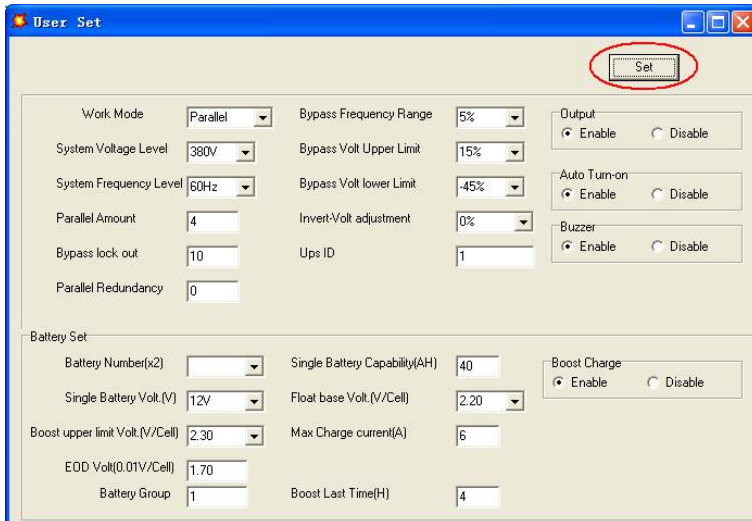 User Set
Set
Work Mode Parallel Bypass Frequency Range 5% Output
Enable Disable
System Voltage Level 380V Bypass Volt Upper Limit 15%
Auto Turn-on
System Frequency Level 60Hz Bypass Volt lower Limit -45% Enable Disable
Parallel Amount 4 Invert-Volt adjustment 0%
Buzzer
Bypass lock out 10 Ups ID 1 Enable Disable
Parallel Redundancy 0
Battery Set
Battery Number(x2) Single Battery Capability(AH) 40 Boost Charge
Enable Disable
Single Battery Volt.(V) 12V Float base Volt.(V/Cell) 2.20
Boost upper limit Volt.(V/Cell) 2.30 Max Charge current(A) 6
EOD Volt(0.01V/Cell) 1.70
Battery Group 1 Boost Last Time(H) 4